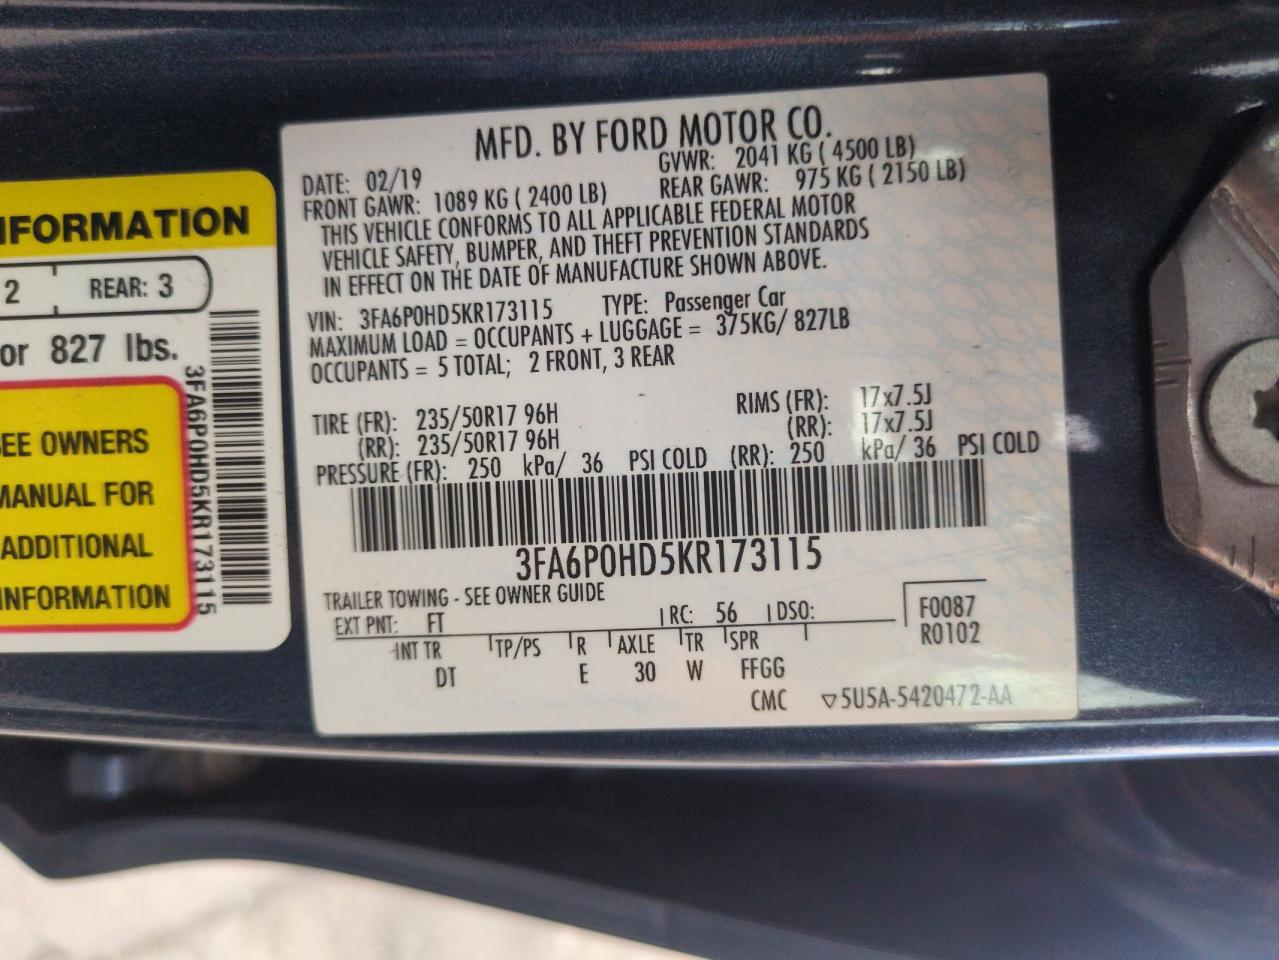 NFORMATION
2 REAR: 3
or 827 lbs.
SEE OWNERS
MANUAL FOR
ADDITIONAL
INFORMATION
3FA6P0HD5KR173115
MFD. BY FORD MOTOR CO.
DATE: 02/19 GVWR: 2041 KG ( 4500 LB)
FRONT GAWR: 1089 KG ( 2400 LB) REAR GAWR: 975 KG ( 2150 LB)
THIS VEHICLE CONFORMS TO ALL APPLICABLE FEDERAL MOTOR
VEHICLE SAFETY, BUMPER, AND THEFT PREVENTION STANDARDS
IN EFFECT ON THE DATE OF MANUFACTURE SHOWN ABOVE.
VIN: 3FA6P0HD5KR173115 TYPE: Passenger Car
MAXIMUM LOAD = OCCUPANTS + LUGGAGE = 375KG/ 827LB
OCCUPANTS = 5 TOTAL; 2 FRONT, 3 REAR
TIRE (FR): 235/50R17 96H RIMS (FR): 17x7.5J
(RR): 235/50R17 96H (RR): 17x7.5J
PRESSURE (FR): 250 kPa/ 36 PSI COLD (RR): 250 kPa/ 36 PSI COLD
3FA6P0HD5KR173115
TRAILER TOWING - SEE OWNER GUIDE
EXT PNT: FT RC: 56 DSO: F0087
R0102
INT TR TP/PS R AXLE TR SPR
DT E 30 W FFGG
CMC ▽5U5A-5420472-AA